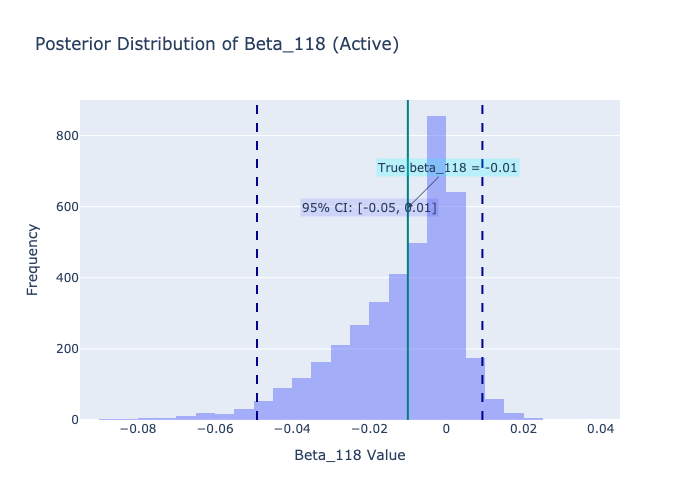 Posterior Distribution of Beta_118 (Active)
800
True beta_118 = -0.01
600
95% CI: [-0.05, 0.01]
Frequency
400
200
0
−0.08
−0.06
−0.04
−0.02
0
0.02
0.04
Beta_118 Value